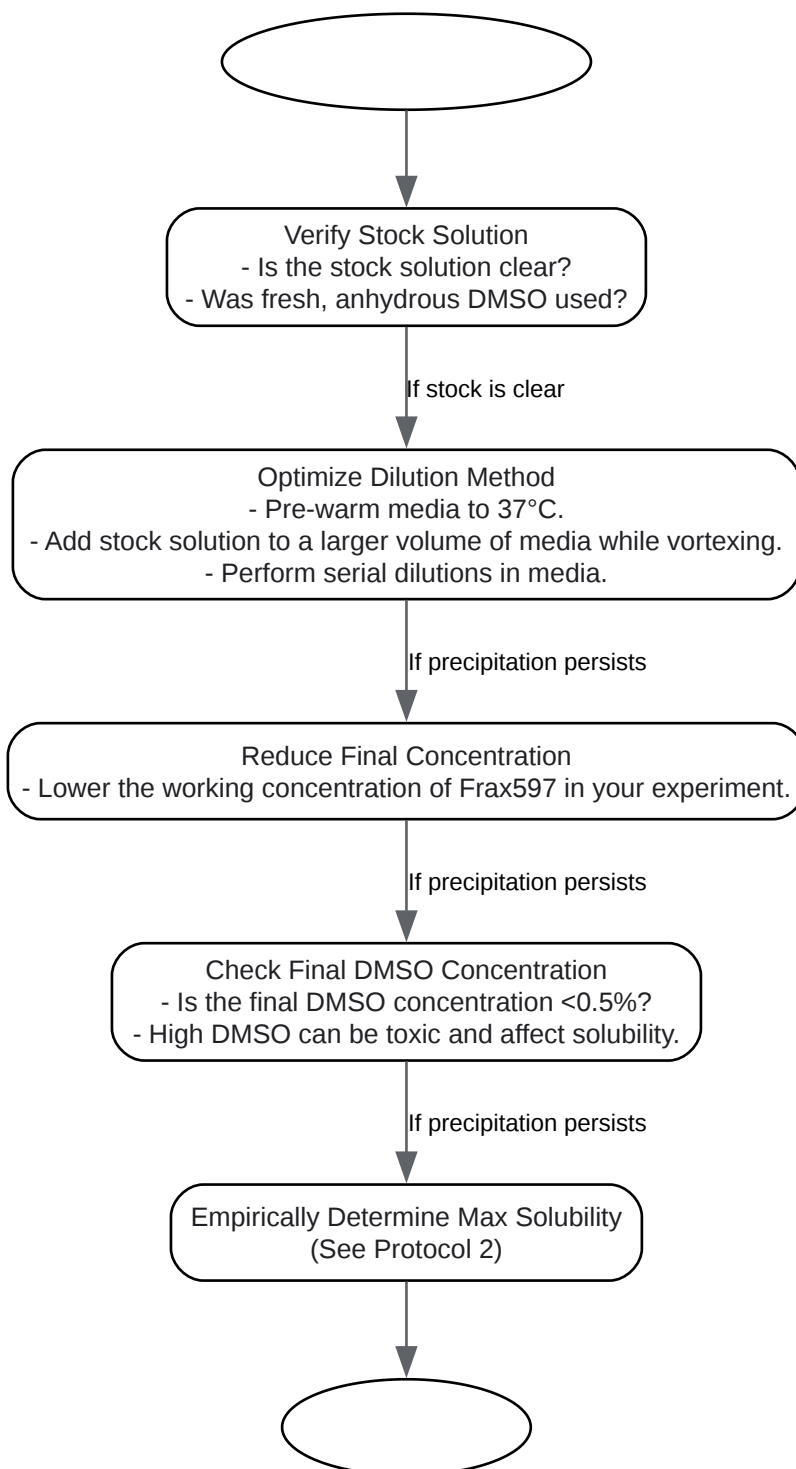 Verify Stock Solution
- Is the stock solution clear?
- Was fresh, anhydrous DMSO used?
If stock is clear
Optimize Dilution Method
- Pre-warm media to 37°C.
- Add stock solution to a larger volume of media while vortexing.
- Perform serial dilutions in media.
If precipitation persists
Reduce Final Concentration
- Lower the working concentration of Frax597 in your experiment.
If precipitation persists
Check Final DMSO Concentration
- Is the final DMSO concentration <0.5%?
- High DMSO can be toxic and affect solubility.
If precipitation persists
Empirically Determine Max Solubility
(See Protocol 2)